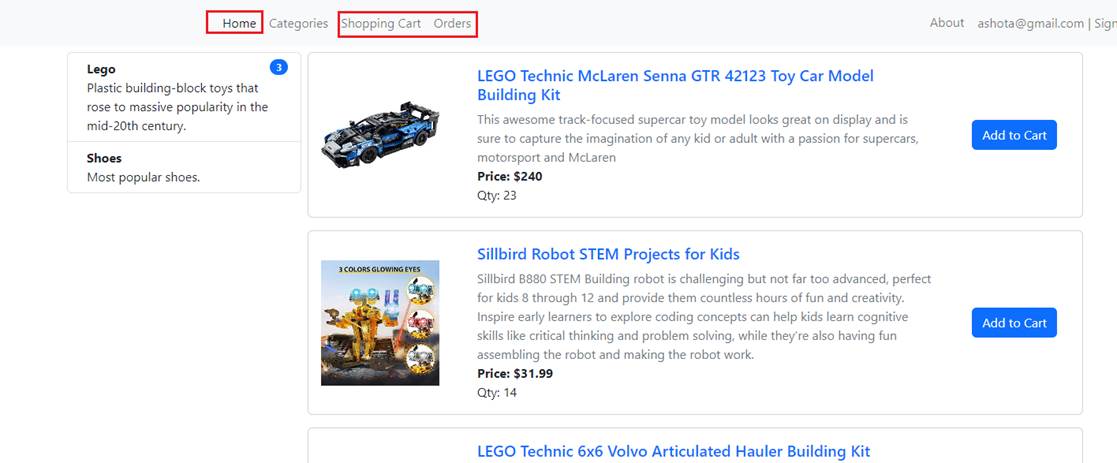 Home Categories Shopping Cart Orders About ashota@gmail.com | Sign
Lego 3
Plastic building-block toys that
rose to massive popularity in the
mid-20th century.
Shoes
Most popular shoes.
LEGO Technic McLaren Senna GTR 42123 Toy Car Model
Building Kit
This awesome track-focused supercar toy model looks great on display and is
sure to capture the imagination of any kid or adult with a passion for supercars,
motorsport and McLaren
Price: $240
Qty: 23
Add to Cart
3 COLORS GLOWING EYES
Sillbird Robot STEM Projects for Kids
Sillbird B880 STEM Building robot is challenging but not far too advanced, perfect
for kids 8 through 12 and provide them countless hours of fun and creativity.
Inspire early learners to explore coding concepts can help kids learn cognitive
skills like critical thinking and problem solving, while they're also having fun
assembling the robot and making the robot work.
Price: $31.99
Qty: 14
Add to Cart
LEGO Technic 6x6 Volvo Articulated Hauler Building Kit